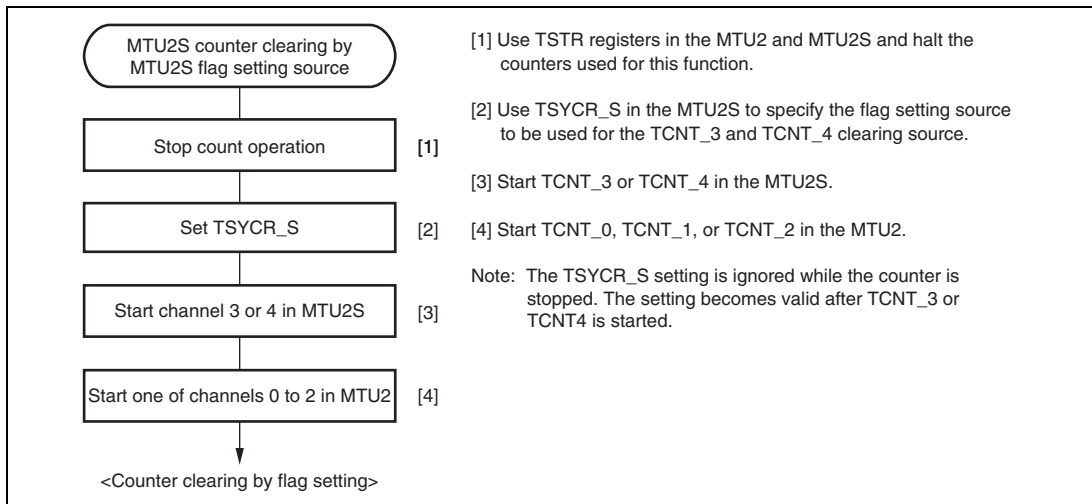 MTU2S counter clearing by
MTU2S flag setting source
Stop count operation
[1]
Set TSYCR_S
[2]
Start channel 3 or 4 in MTU2S
[3]
Start one of channels 0 to 2 in MTU2
[4]
<Counter clearing by flag setting>
[1] Use TSTR registers in the MTU2 and MTU2S and halt the
counters used for this function.
[2] Use TSYCR_S in the MTU2S to specify the flag setting source
to be used for the TCNT_3 and TCNT_4 clearing source.
[3] Start TCNT_3 or TCNT_4 in the MTU2S.
[4] Start TCNT_0, TCNT_1, or TCNT_2 in the MTU2.
Note: The TSYCR_S setting is ignored while the counter is
stopped. The setting becomes valid after TCNT_3 or
TCNT4 is started.